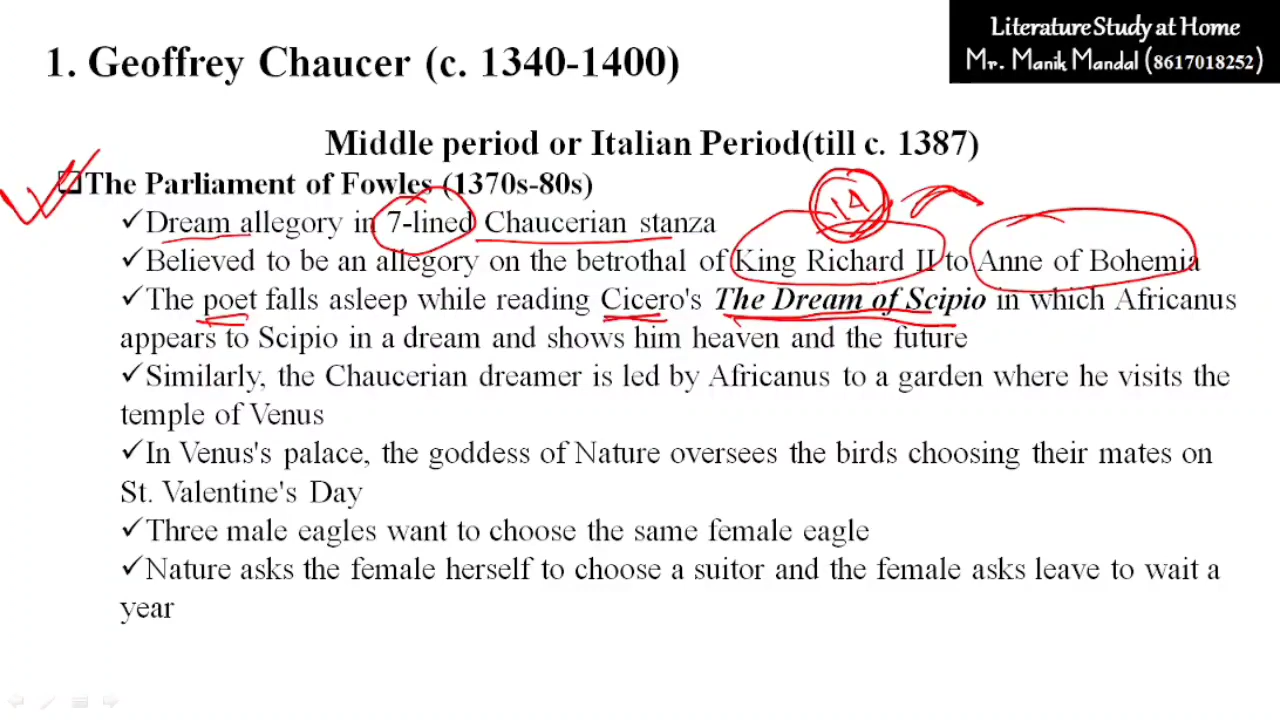 Literature Study at Home
Mr. Manik Mandal (8617018252)
1. Geoffrey Chaucer (c. 1340-1400)
Middle period or Italian Period(till c. 1387)
The Parliament of Fowles (1370s-80s)
14
✓Dream allegory in 7-lined Chaucerian stanza
✓Believed to be an allegory on the betrothal of King Richard II to Anne of Bohemia
✓The poet falls asleep while reading Cicero's The Dream of Scipio in which Africanus
appears to Scipio in a dream and shows him heaven and the future
✓Similarly, the Chaucerian dreamer is led by Africanus to a garden where he visits the
temple of Venus
✓In Venus's palace, the goddess of Nature oversees the birds choosing their mates on
St. Valentine's Day
✓Three male eagles want to choose the same female eagle
✓Nature asks the female herself to choose a suitor and the female asks leave to wait a
year